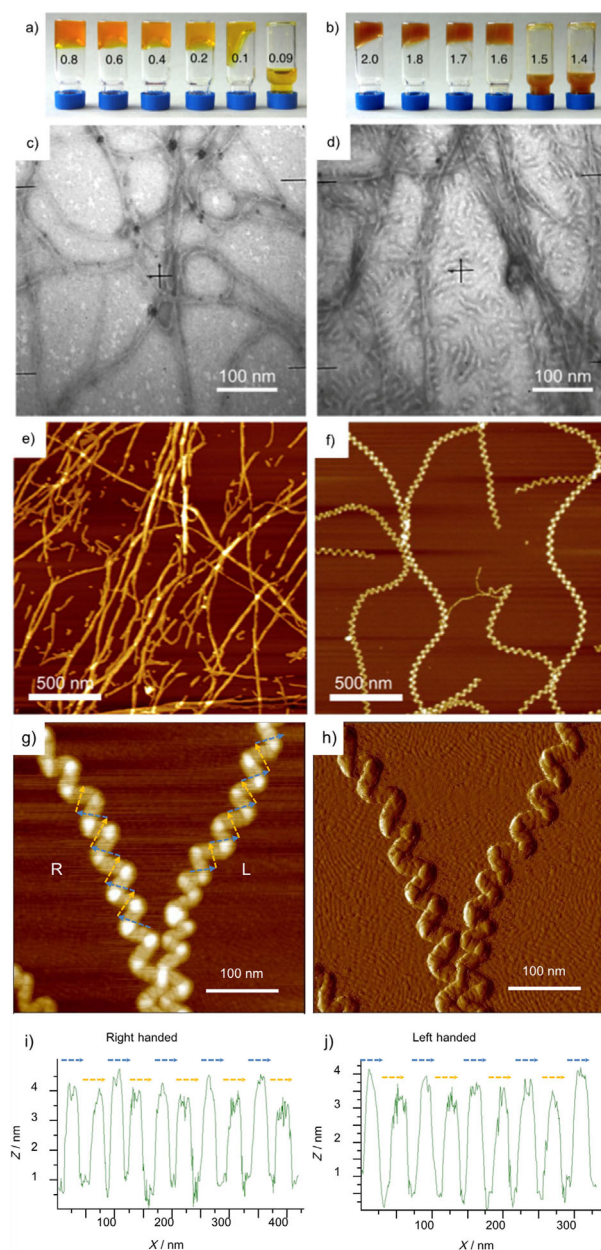 a)
0.8 0.6 0.4 0.2 0.1 0.09
b)
2.0 1.8 1.7 1.6 1.5 1.4
c)
100 nm
d)
100 nm
e)
500 nm
f)
500 nm
g)
R L
100 nm
h)
100 nm
i)
Right handed
4
3
2
1
Z / nm
100 200 300 400
X / nm
j)
Left handed
4
3
2
1
Z / nm
100 200 300
X / nm